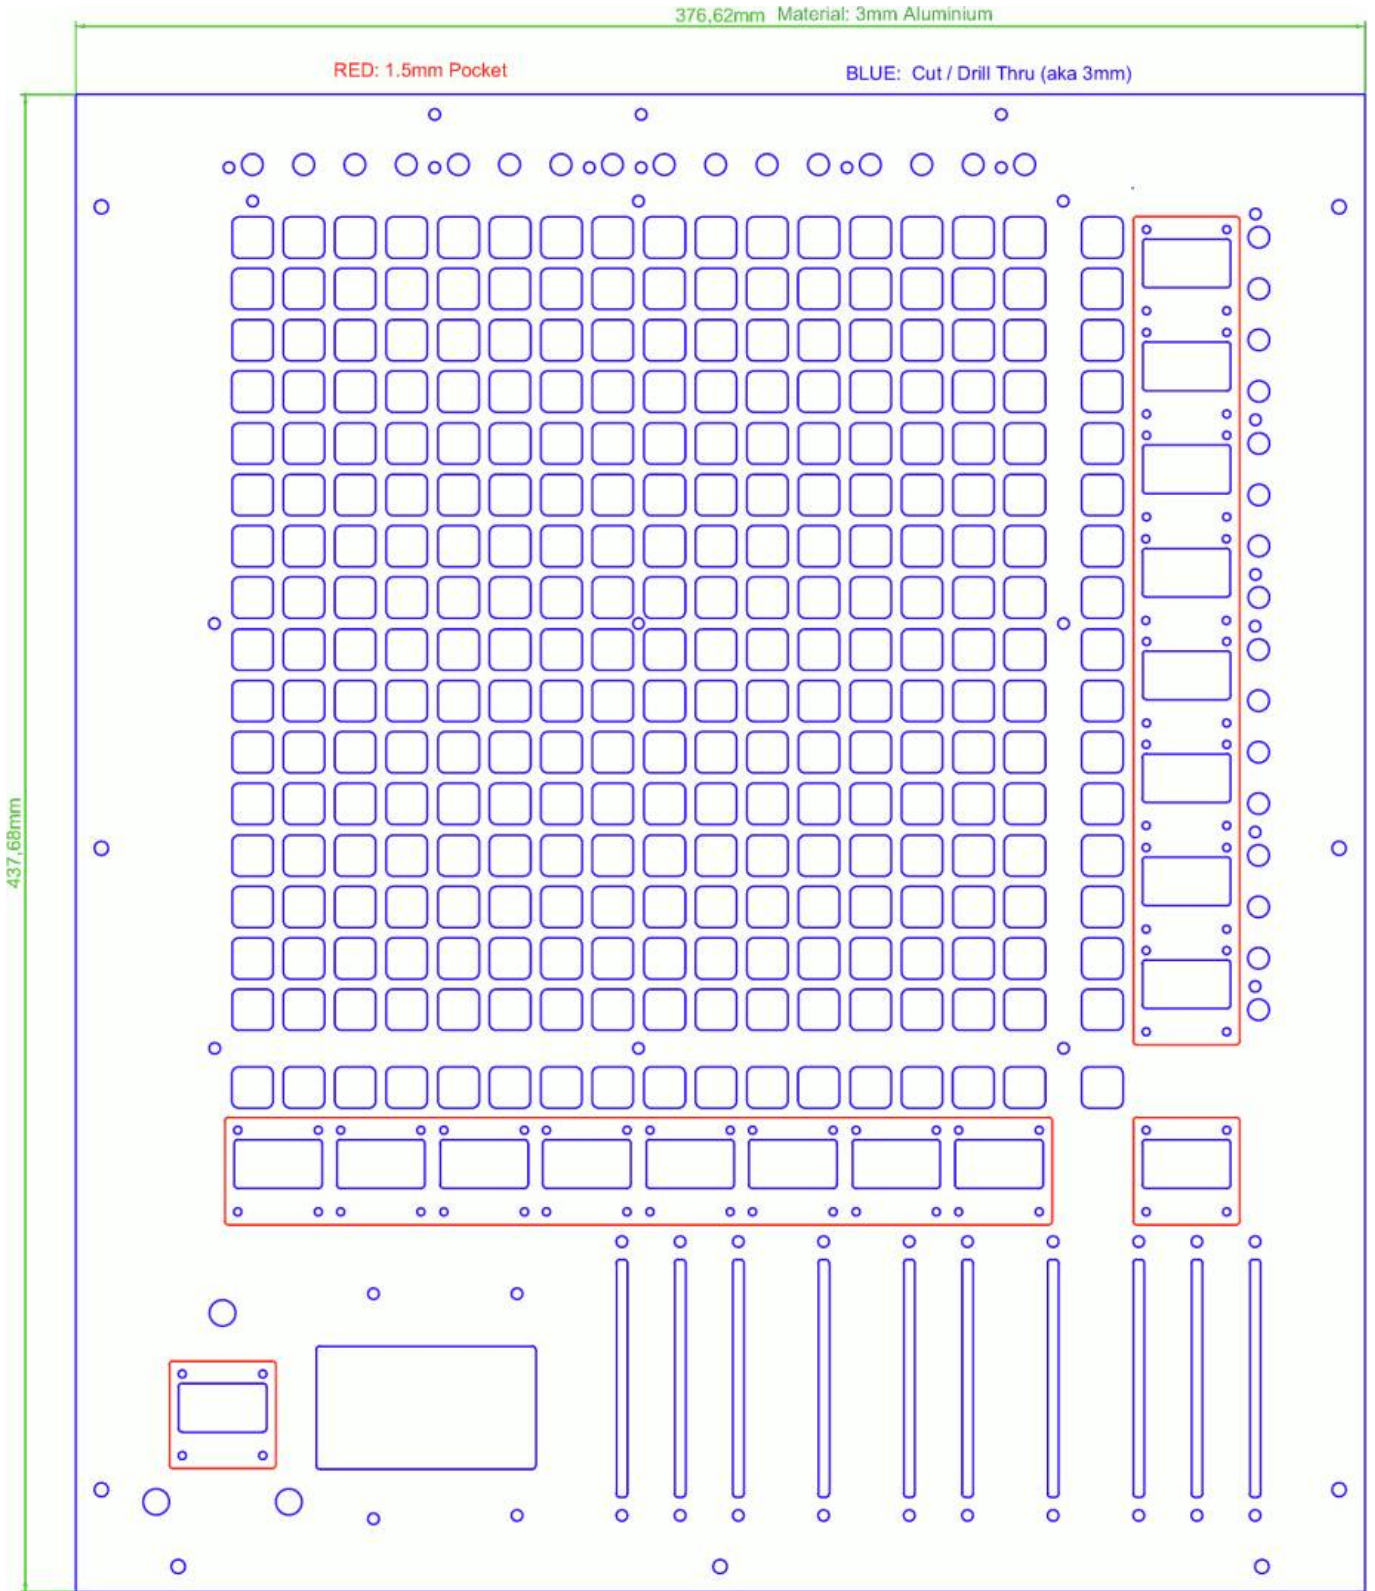 376,62mm Material: 3mm Aluminium
RED: 1.5mm Pocket
BLUE: Cut / Drill Thru (aka 3mm)
437,68mm